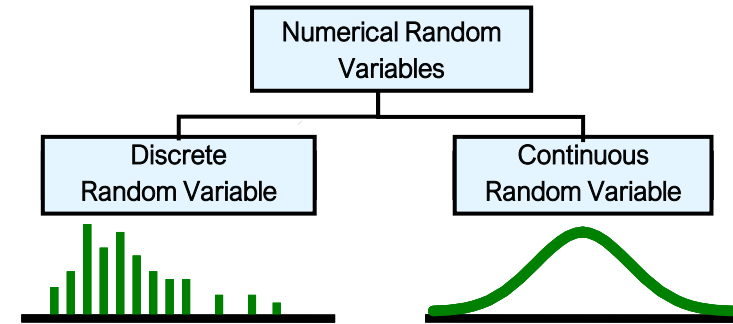 Numerical Random
Variables
Discrete
Random Variable
Continuous
Random Variable